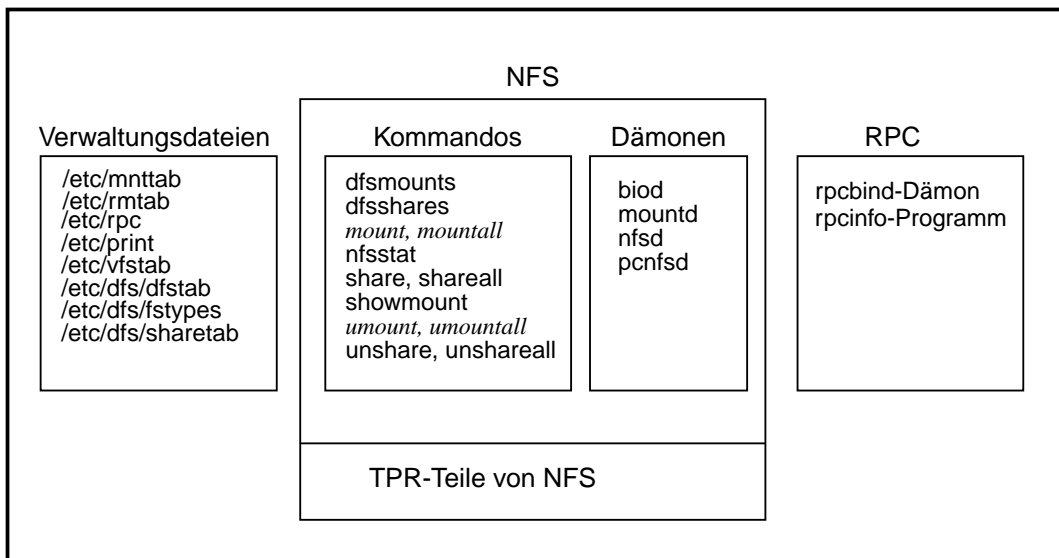 NFS
Verwaltungsdateien
/etc/mnttab
/etc/rmtab
/etc/rpc
/etc/print
/etc/vfstab
/etc/dfs/dfstab
/etc/dfs/fstypes
/etc/dfs/sharetab
Kommandos
dfsmounts
dfsshares
mount, mountall
nfsstat
share, shareall
showmount
umount, umountall
unshare, unshareall
Dämonen
biod
mountd
nfsd
pcnfsd
RPC
rpcbind-Dämon
rpcinfo-Programm
TPR-Teile von NFS